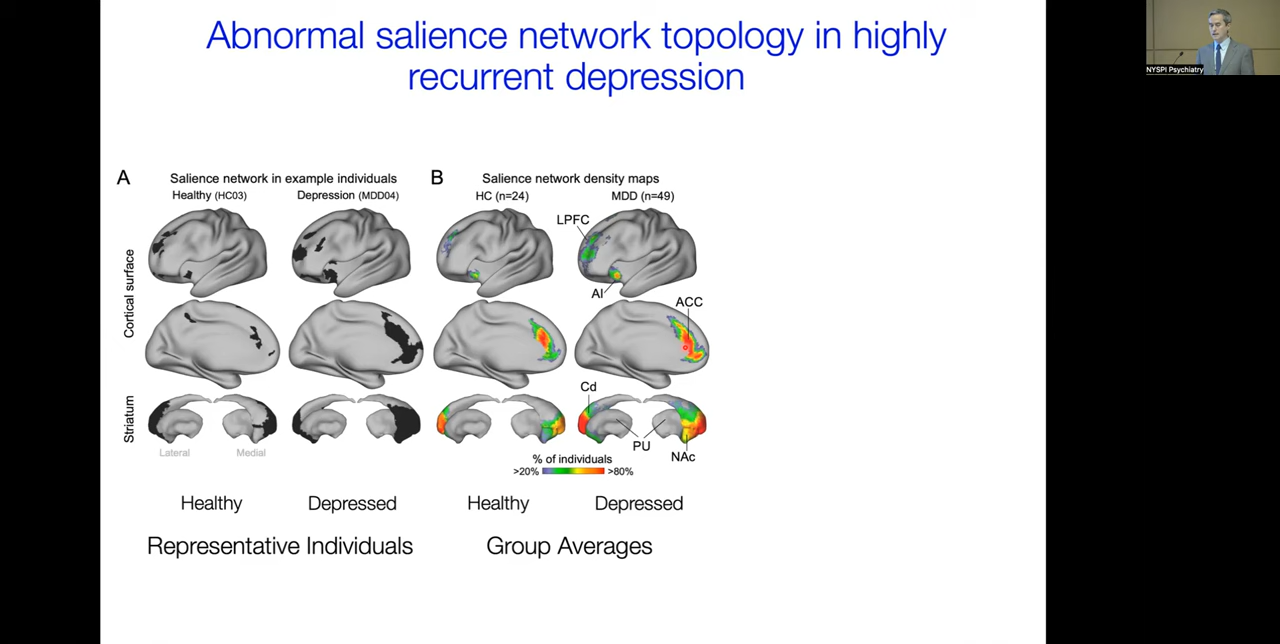 Abnormal salience network topology in highly
recurrent depression
NYSPI Psychiatry
A
Salience network in example individuals
Healthy (HC03)
Depression (MDD04)
B
Salience network density maps
HC (n=24)
MDD (n=49)
Cortical surface
LPFC
AI
ACC
Striatum
Cd
PU
NAc
Lateral
Medial
% of individuals
>20%
>80%
Healthy
Depressed
Healthy
Depressed
Representative Individuals
Group Averages